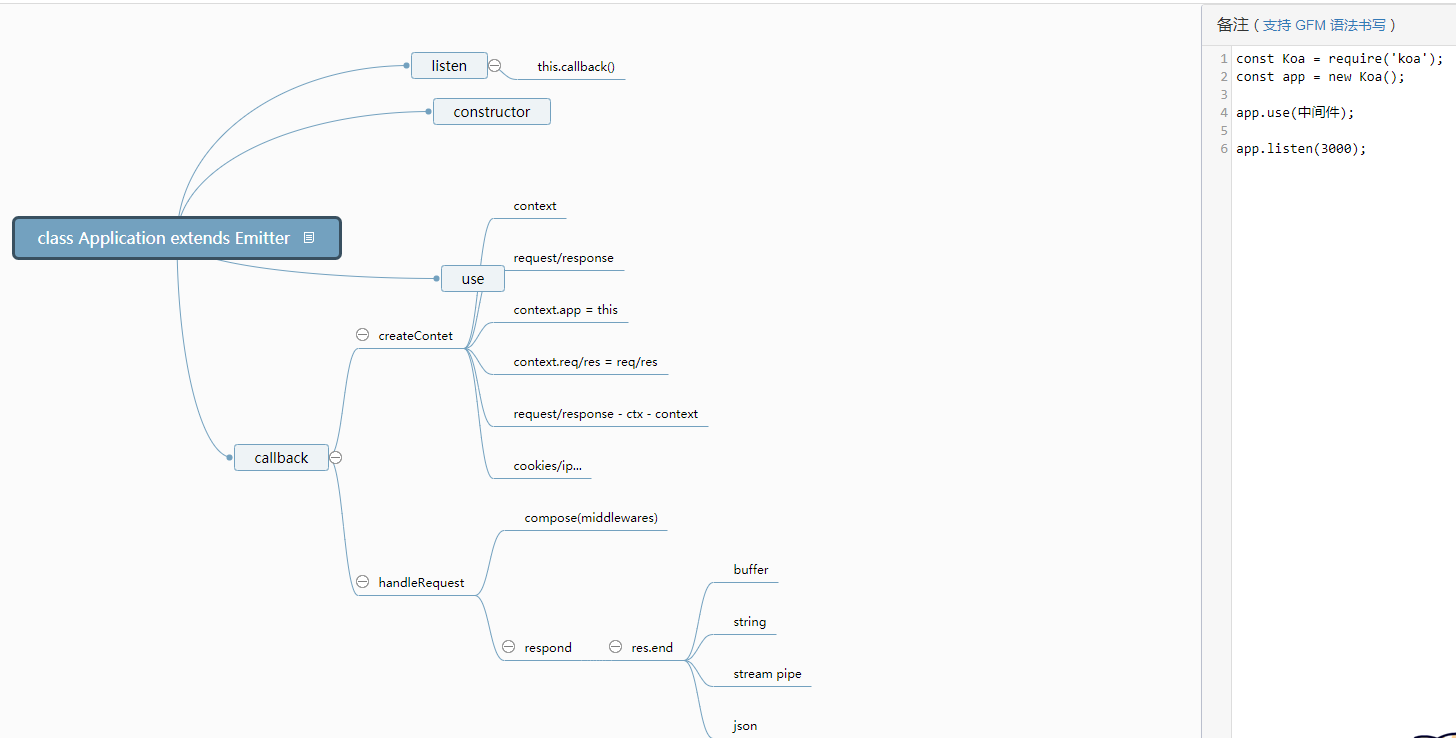 listen
this.callback()
constructor
class Application extends Emitter
context
request/response
use
context.app = this
createContet
context.req/res = req/res
request/response - ctx - context
callback
cookies/ip...
compose(middlewares)
handleRequest
buffer
string
respond
res.end
stream pipe
json
备注 ( 支持 GFM 语法书写 )
1 const Koa = require('koa');
2 const app = new Koa();
3
4 app.use(中间件);
5
6 app.listen(3000);